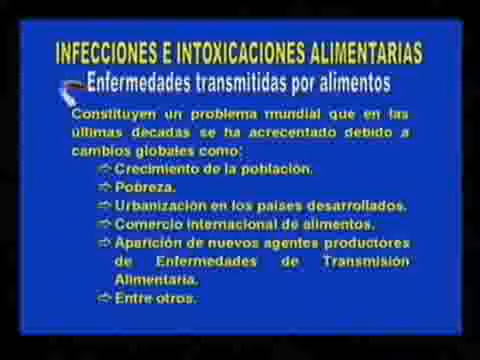 INFECCIONES E INTOXICACIONES ALIMENTARIAS
Enfermedades transmitidas por alimentos
Constituyen un problema mundial que en las
últimas décadas se ha acrecentado debido a
cambios globales como:
⇨ Crecimiento de la población.
⇨ Pobreza.
⇨ Urbanización en los países desarrollados.
⇨ Comercio internacional de alimentos.
⇨ Aparición de nuevos agentes productores
de Enfermedades de Transmisión
Alimentaria.
⇨ Entre otros.